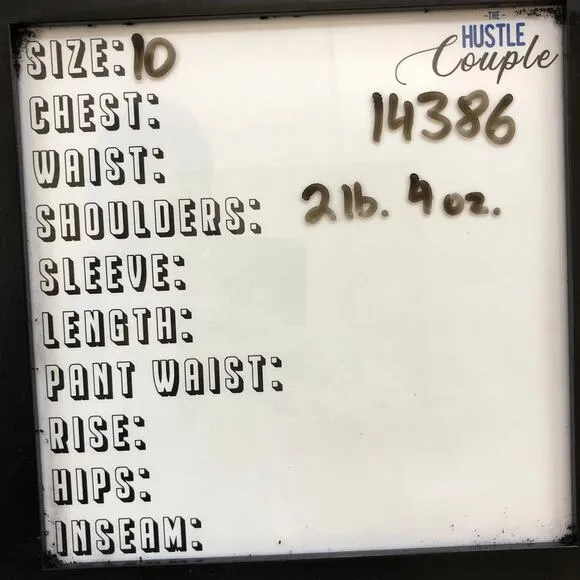 -THE-
HUSTLE
Couple
SIZE: 10
CHEST:
14386
WAIST:
SHOULDERS: 2 lb. 4 oz.
SLEEVE:
LENGTH:
PANT WAIST:
RISE:
HIPS:
INSEAM: